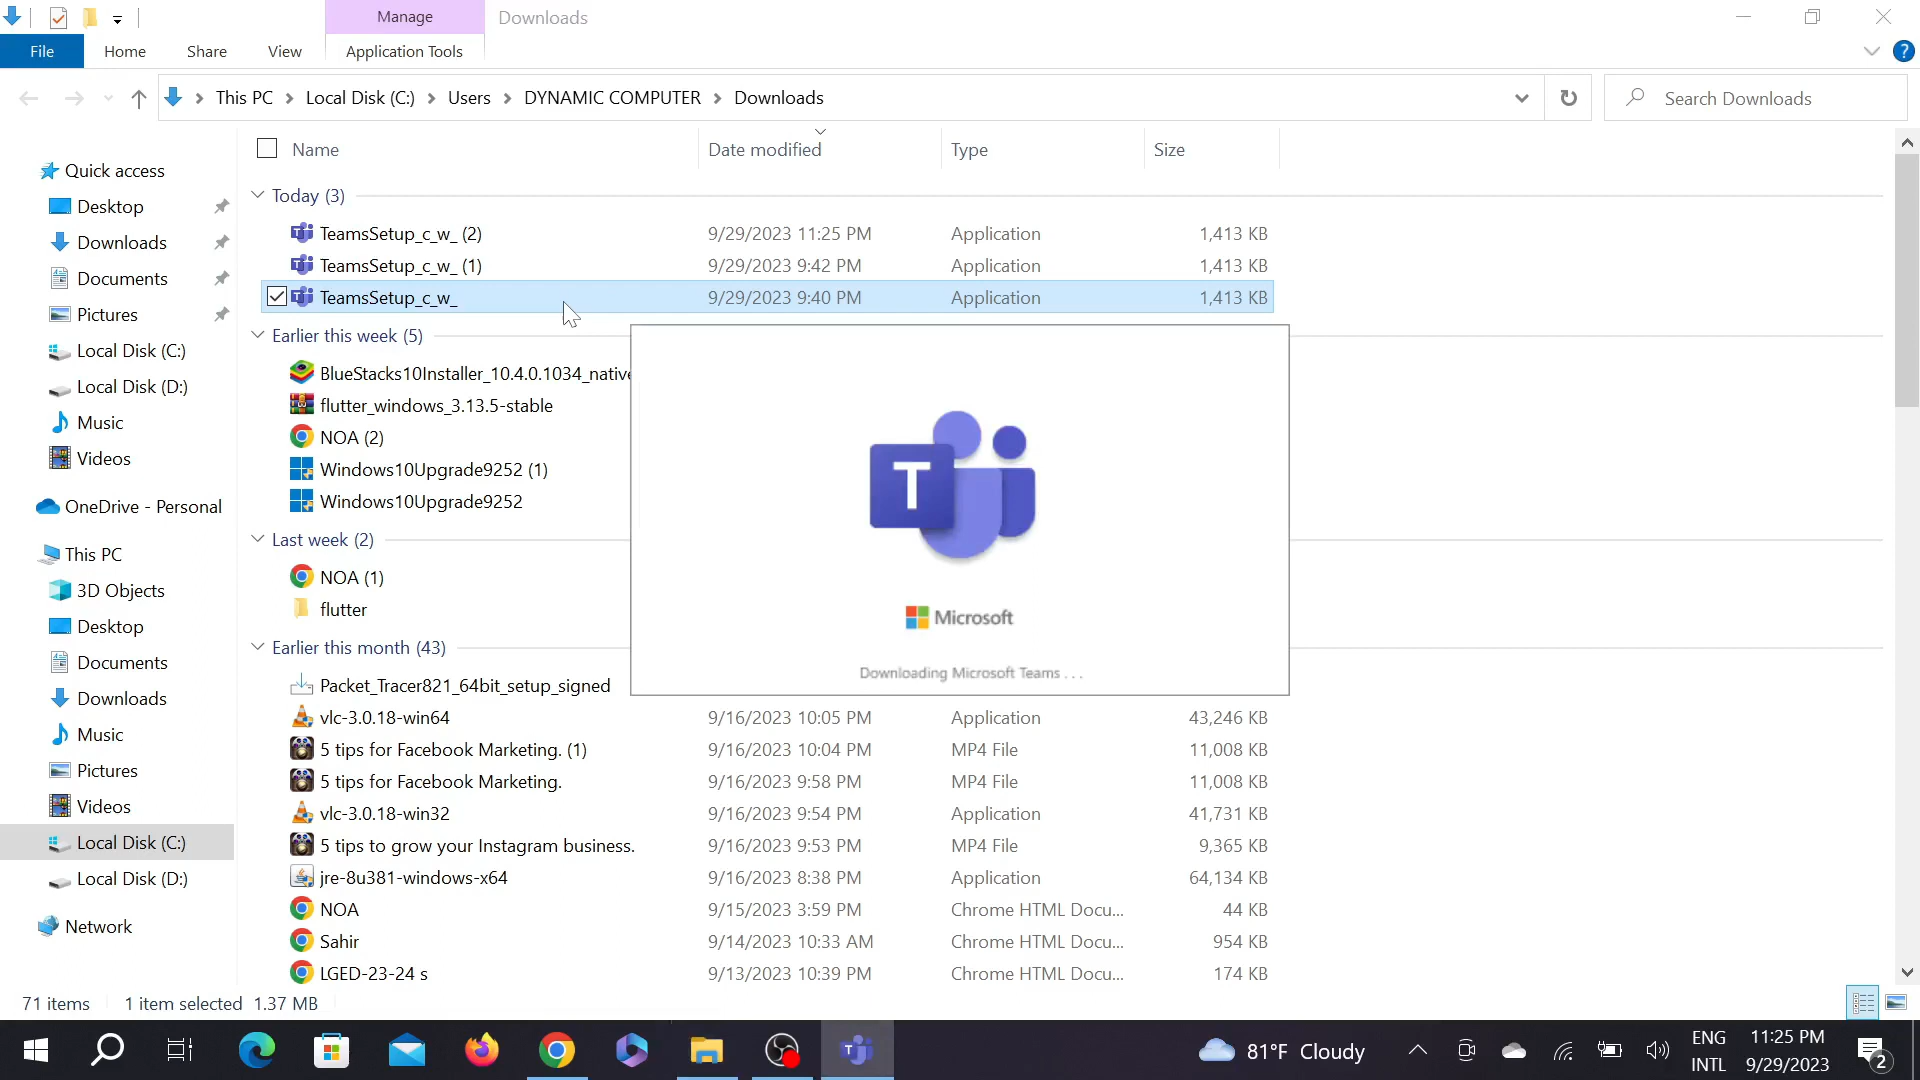 Manage
Downloads
File
Home
Share
View
Application Tools
?
This PC
Local Disk (C:)
Users
DYNAMIC COMPUTER
Downloads
Search Downloads
Name
Date modified
Type
Size
Quick access
Desktop
Downloads
Documents
Pictures
Local Disk (C:)
Local Disk (D:)
Music
Videos
OneDrive - Personal
This PC
3D Objects
Desktop
Documents
Downloads
Music
Pictures
Videos
Local Disk (C:)
Local Disk (D:)
Network
Today (3)
TeamsSetup_c_w_ (2) 9/29/2023 11:25 PM Application 1,413 KB
TeamsSetup_c_w_ (1) 9/29/2023 9:42 PM Application 1,413 KB
TeamsSetup_c_w_ 9/29/2023 9:40 PM Application 1,413 KB
Earlier this week (5)
BlueStacks10Installer_10.4.0.1034_native
flutter_windows_3.13.5-stable
NOA (2)
Windows10Upgrade9252 (1)
Windows10Upgrade9252
Last week (2)
NOA (1)
flutter
Earlier this month (43)
Packet_Tracer821_64bit_setup_signed
vlc-3.0.18-win64 9/16/2023 10:05 PM Application 43,246 KB
5 tips for Facebook Marketing. (1) 9/16/2023 10:04 PM MP4 File 11,008 KB
5 tips for Facebook Marketing. 9/16/2023 9:58 PM MP4 File 11,008 KB
vlc-3.0.18-win32 9/16/2023 9:54 PM Application 41,731 KB
5 tips to grow your Instagram business. 9/16/2023 9:53 PM MP4 File 9,365 KB
jre-8u381-windows-x64 9/16/2023 8:38 PM Application 64,134 KB
NOA 9/15/2023 3:59 PM Chrome HTML Docu... 44 KB
Sahir 9/14/2023 10:33 AM Chrome HTML Docu... 954 KB
LGED-23-24 s 9/13/2023 10:39 PM Chrome HTML Docu... 174 KB
T
Microsoft
Downloading Microsoft Teams . . .
71 items 1 item selected 1.37 MB
T
81°F Cloudy
ENG
INTL
11:25 PM
9/29/2023
2